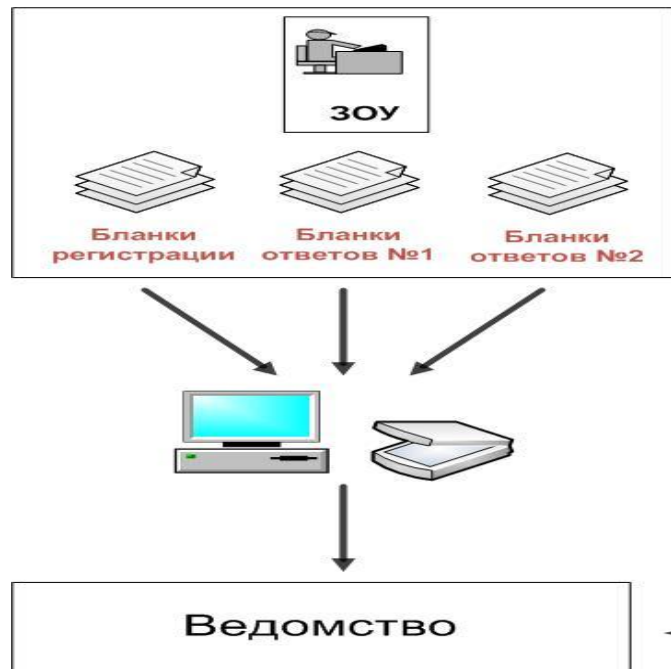 ЗОУ
Бланки
регистрации
Бланки
ответов №1
Бланки
ответов №2
Ведомство